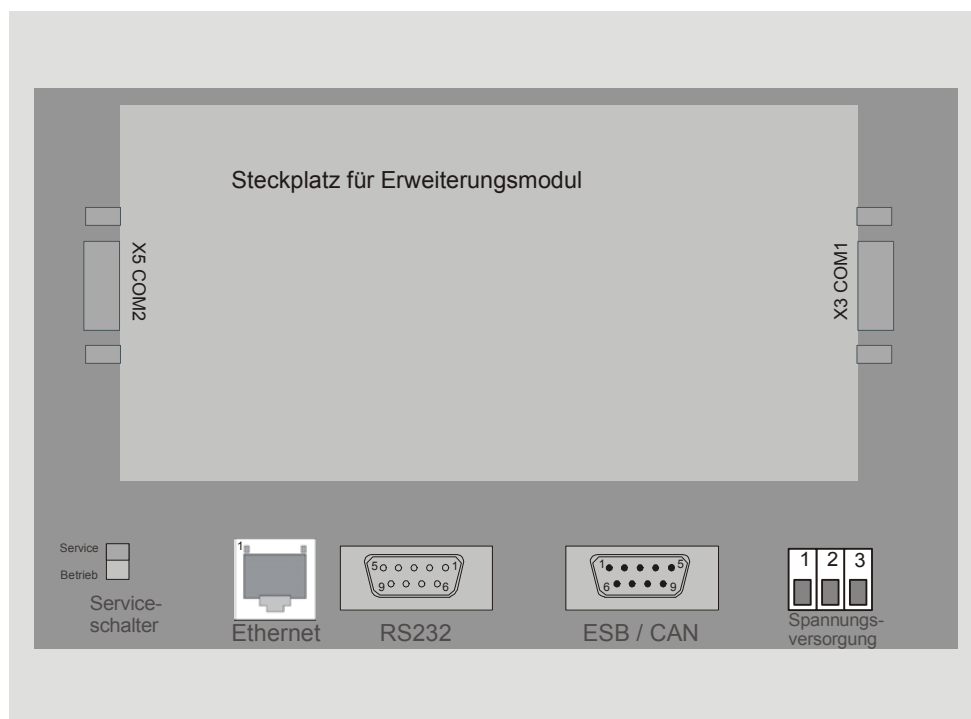 Steckplatz für Erweiterungsmodul
X5 COM2
X3 COM1
Service
Betrieb
Service-
schalter
1
Ethernet
5 1
9 6
RS232
1 5
6 9
ESB / CAN
1 2 3
Spannungs-
versorgung